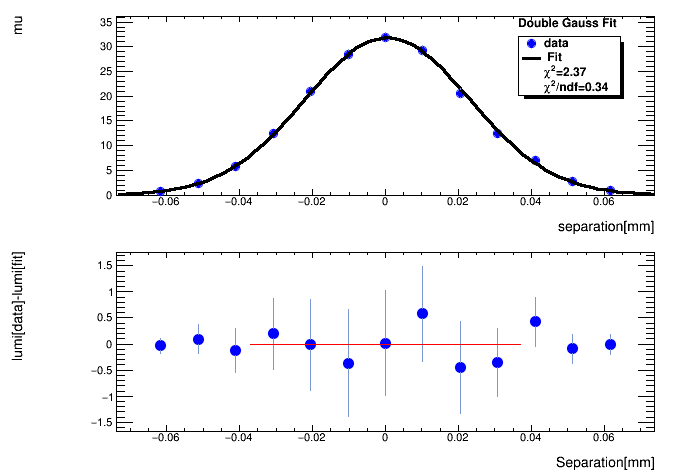 mu
Double Gauss Fit
data
Fit
χ²=2.37
χ²/ndf=0.34
35
30
25
20
15
10
5
0
−0.06 −0.04 −0.02 0 0.02 0.04 0.06
separation[mm]
lumi[data]-lumi[fit]
1.5
1
0.5
0
−0.5
−1
−1.5
−0.06 −0.04 −0.02 0 0.02 0.04 0.06
Separation[mm]